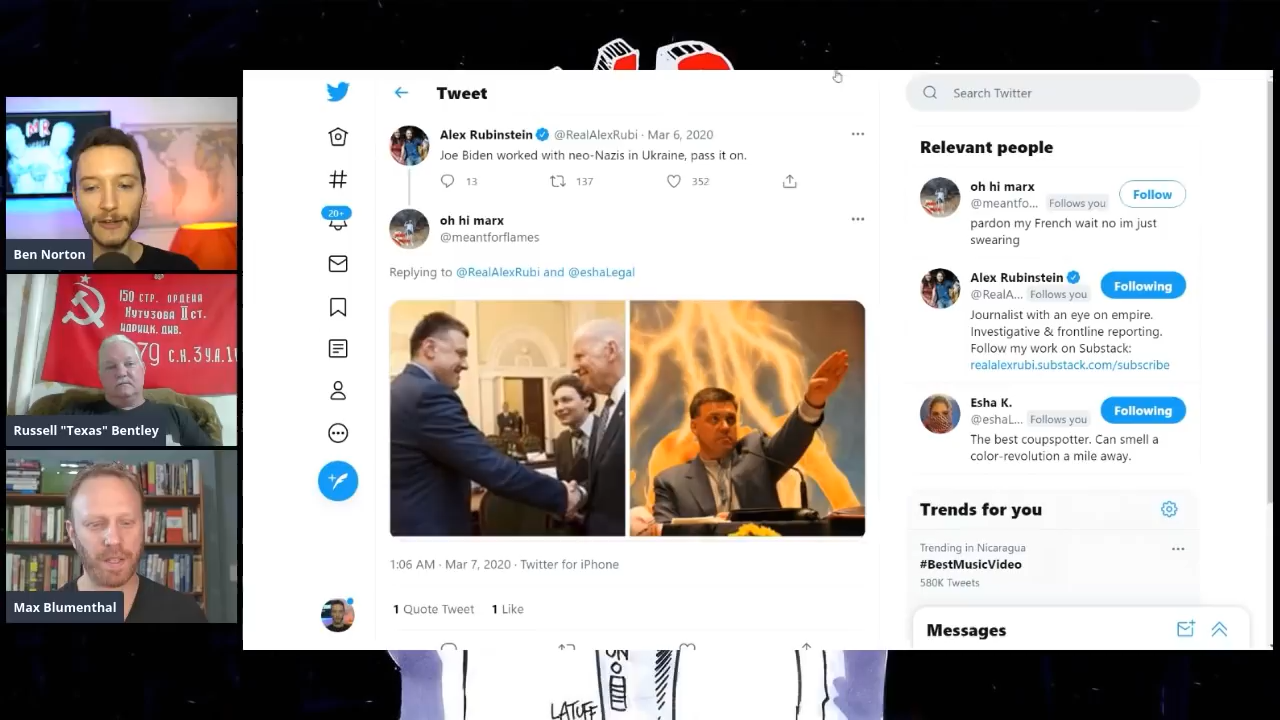 Ben Norton
150 СТР. ОРДЕНА
КУТУЗОВА II СТ.
ИДРИЦК. ДИВ.
79 С.К. 3 У.А. 1
Russell "Texas" Bentley
Max Blumenthal
Tweet
Alex Rubinstein @RealAlexRubi · Mar 6, 2020
Joe Biden worked with neo-Nazis in Ukraine, pass it on.
13 137 352
oh hi marx
@meantforflames
Replying to @RealAlexRubi and @eshaLegal
1:06 AM · Mar 7, 2020 · Twitter for iPhone
1 Quote Tweet 1 Like
20+
Search Twitter
Relevant people
oh hi marx
@meantfo... Follows you
Follow
pardon my French wait no im just
swearing
Alex Rubinstein
@RealA... Follows you
Following
Journalist with an eye on empire.
Investigative & frontline reporting.
Follow my work on Substack:
realalexrubi.substack.com/subscribe
Esha K.
@eshaL... Follows you
Following
The best coupspotter. Can smell a
color-revolution a mile away.
Trends for you
Trending in Nicaragua
#BestMusicVideo
580K Tweets
Messages
ON
LATUFF